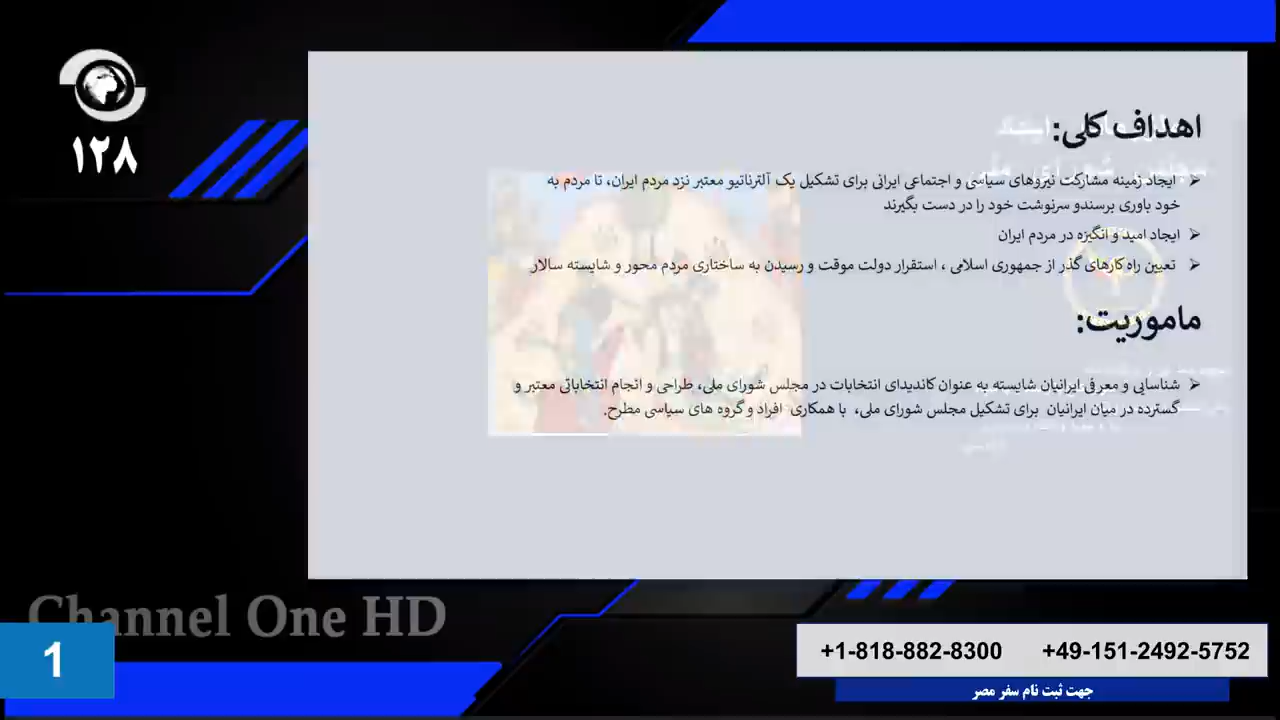 ۱۲۸
اهداف کلی:
➢ ایجاد زمینه مشارکت نیروهای سیاسی و اجتماعی ایرانی برای تشکیل یک آلترناتیو معتبر نزد مردم ایران، تا مردم به
خود باوری برسندو سرنوشت خود را در دست بگیرند
➢ ایجاد امید و انگیزه در مردم ایران
➢ تعیین راه کارهای گذر از جمهوری اسلامی ، استقرار دولت موقت و رسیدن به ساختاری مردم محور و شایسته سالار
ماموریت:
➢ شناسایی و معرفی ایرانیان شایسته به عنوان کاندیدای انتخابات در مجلس شورای ملی، طراحی و انجام انتخاباتی معتبر و
گسترده در میان ایرانیان برای تشکیل مجلس شورای ملی، با همکاری افراد و گروه های سیاسی مطرح.
Channel One HD
1
+1-818-882-8300 +49-151-2492-5752
جهت ثبت نام سفر مصر